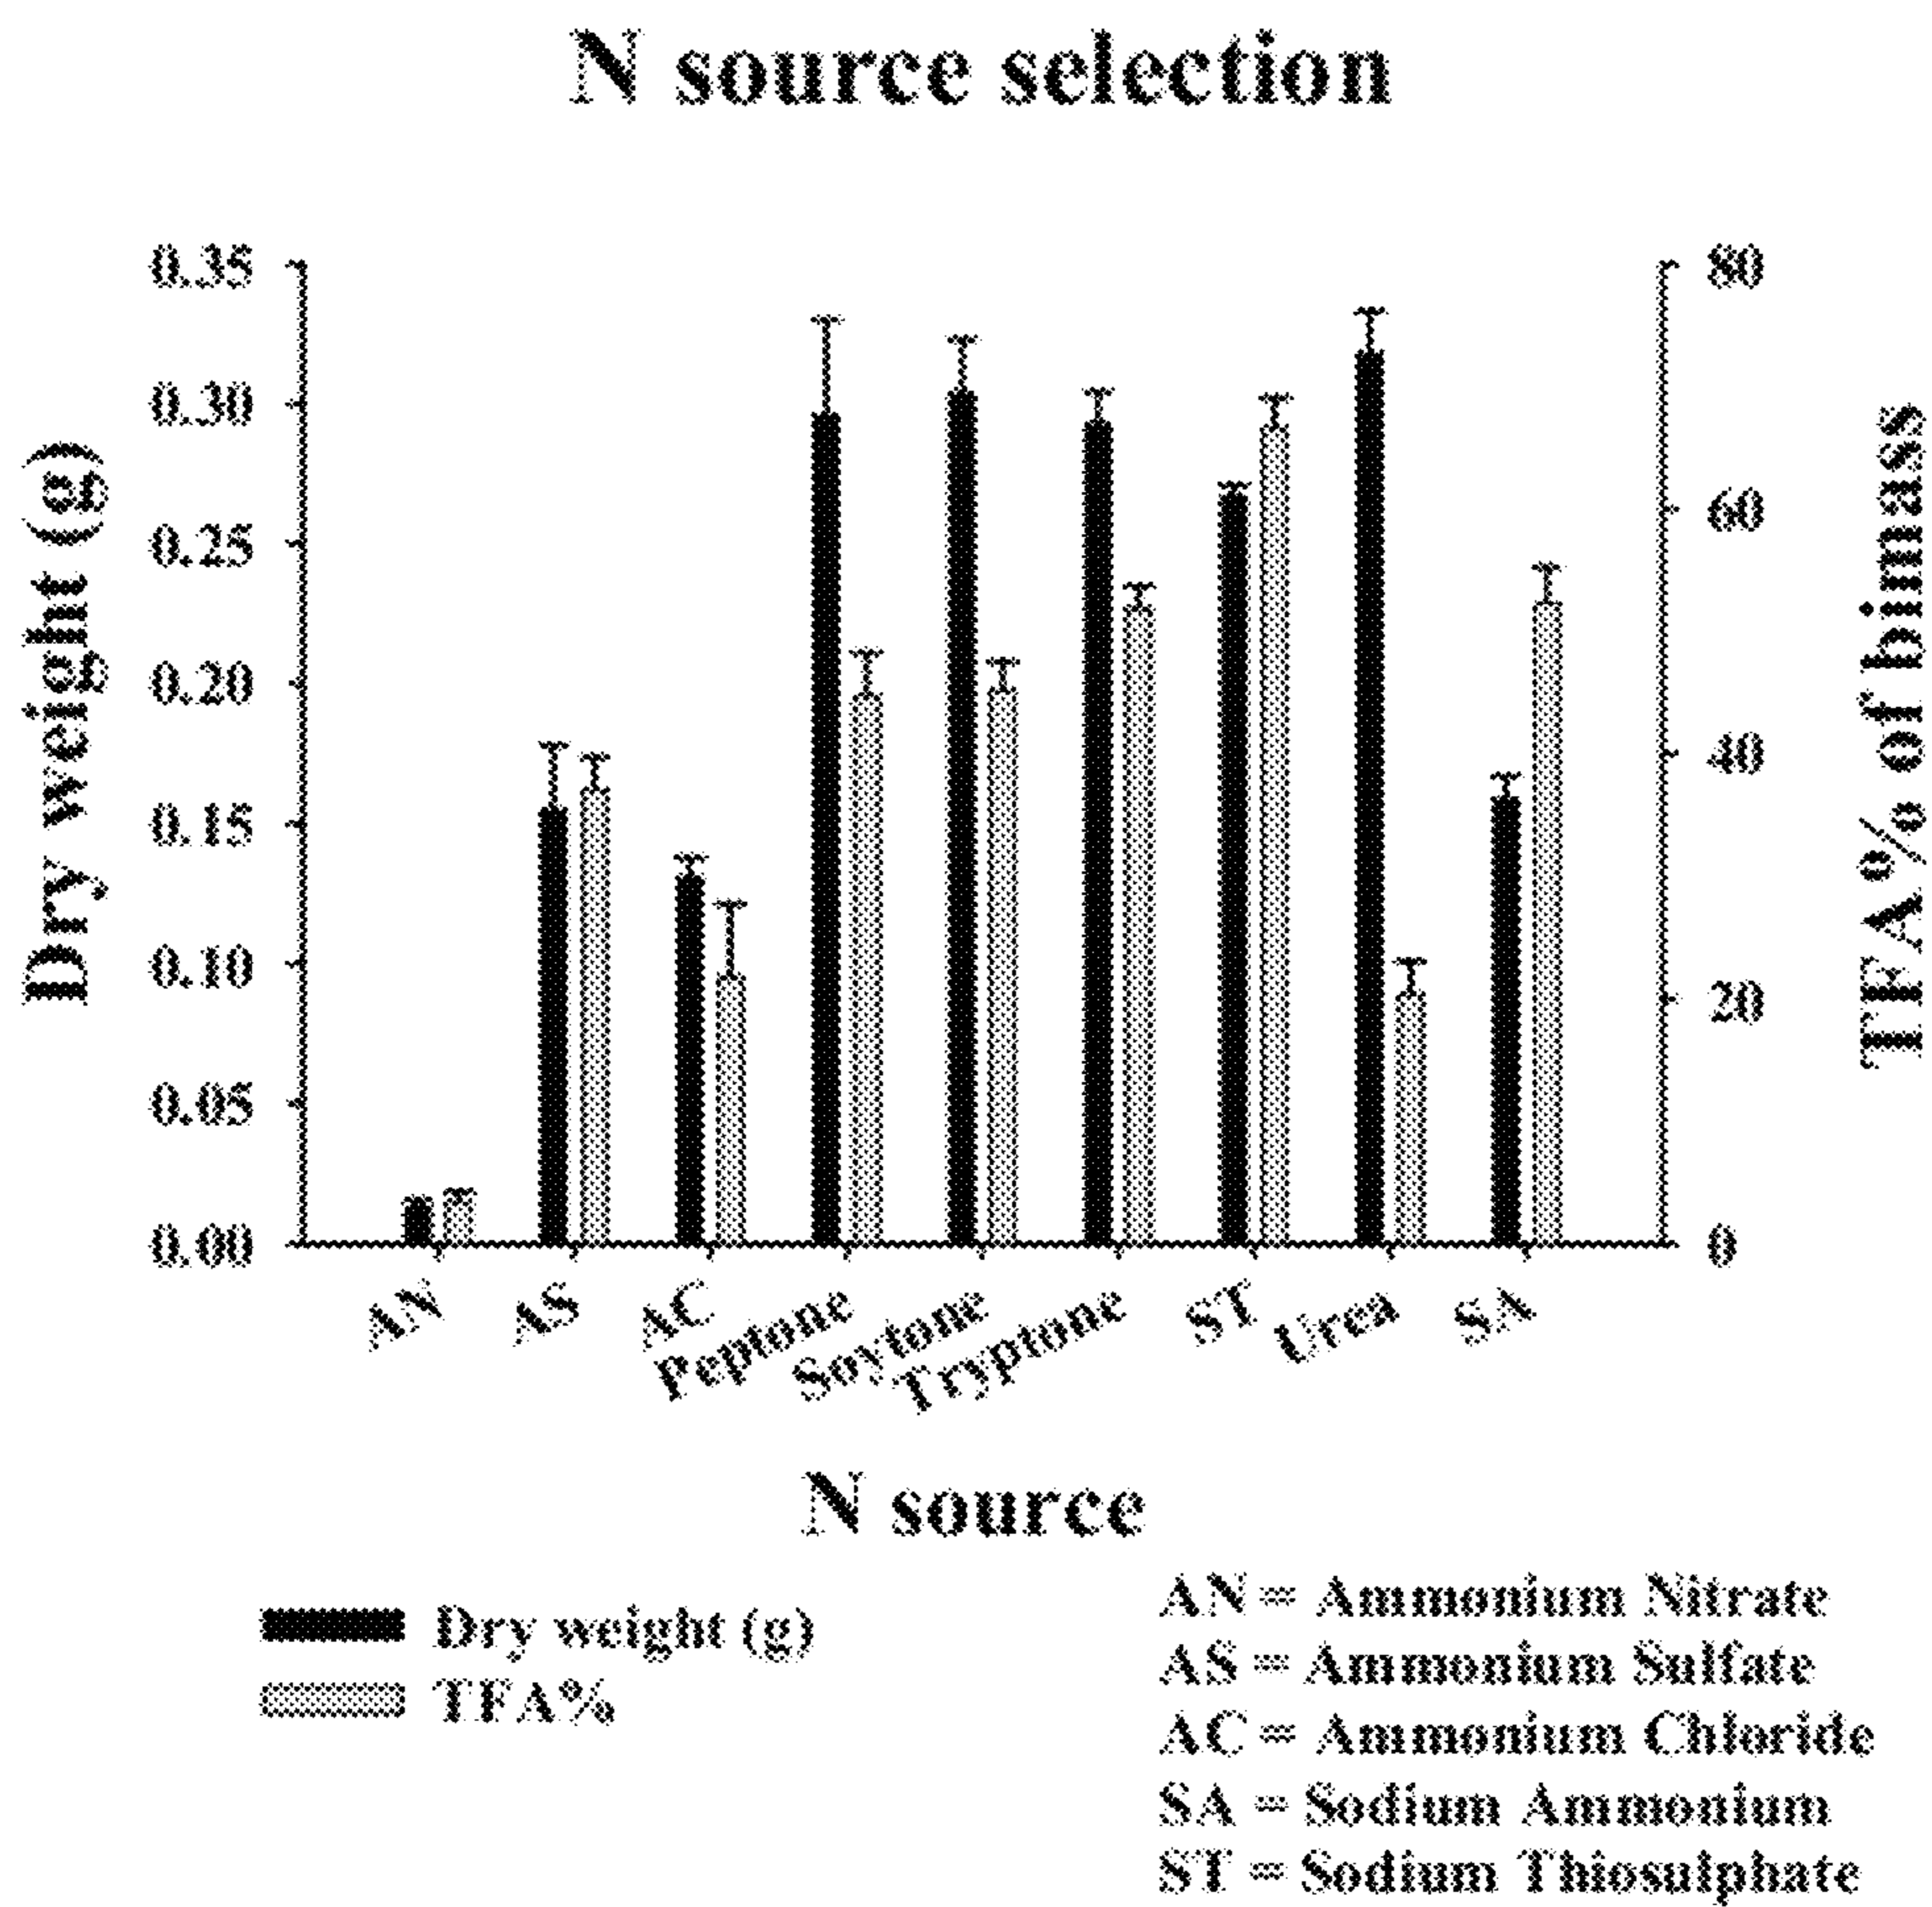 N source selection
Dry weight (g)
0.35
0.30
0.25
0.20
0.15
0.10
0.05
0.00
80
60
40
20
0
TFA% of bimass
AN
AS
AC
Peptone
Soytone
Tryptone
ST
Urea
SA
N source
Dry weight (g)
TFA%
AN = Ammonium Nitrate
AS = Ammonium Sulfate
AC = Ammonium Chloride
SA = Sodium Ammonium
ST = Sodium Thiosulphate